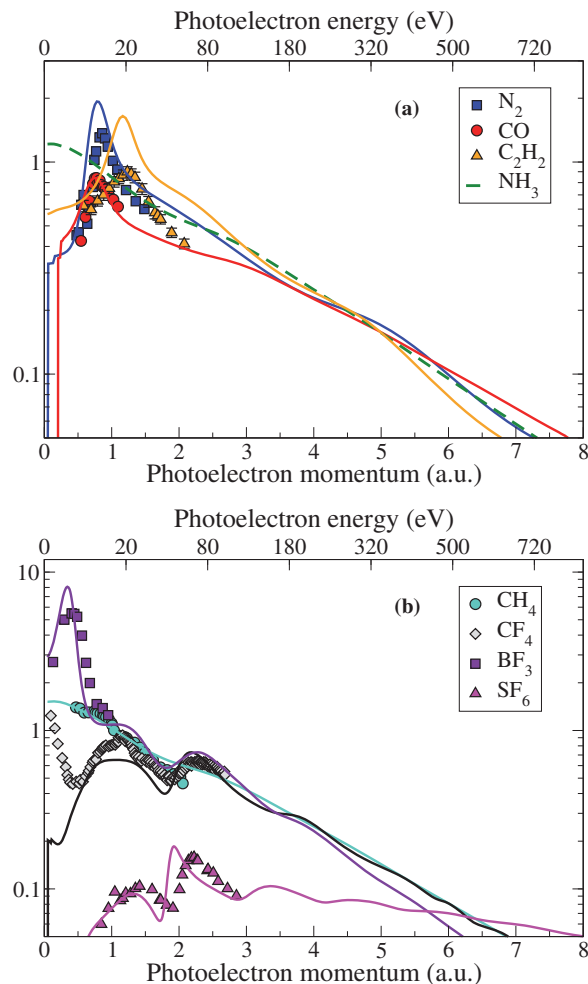 Photoelectron energy (eV)
0 20 80 180 320 500 720
(a)
N₂
CO
C₂H₂
NH₃
1
0.1
0 1 2 3 4 5 6 7 8
Photoelectron momentum (a.u.)
Photoelectron energy (eV)
0 20 80 180 320 500 720
10
(b)
CH₄
CF₄
BF₃
SF₆
1
0.1
0 1 2 3 4 5 6 7 8
Photoelectron momentum (a.u.)